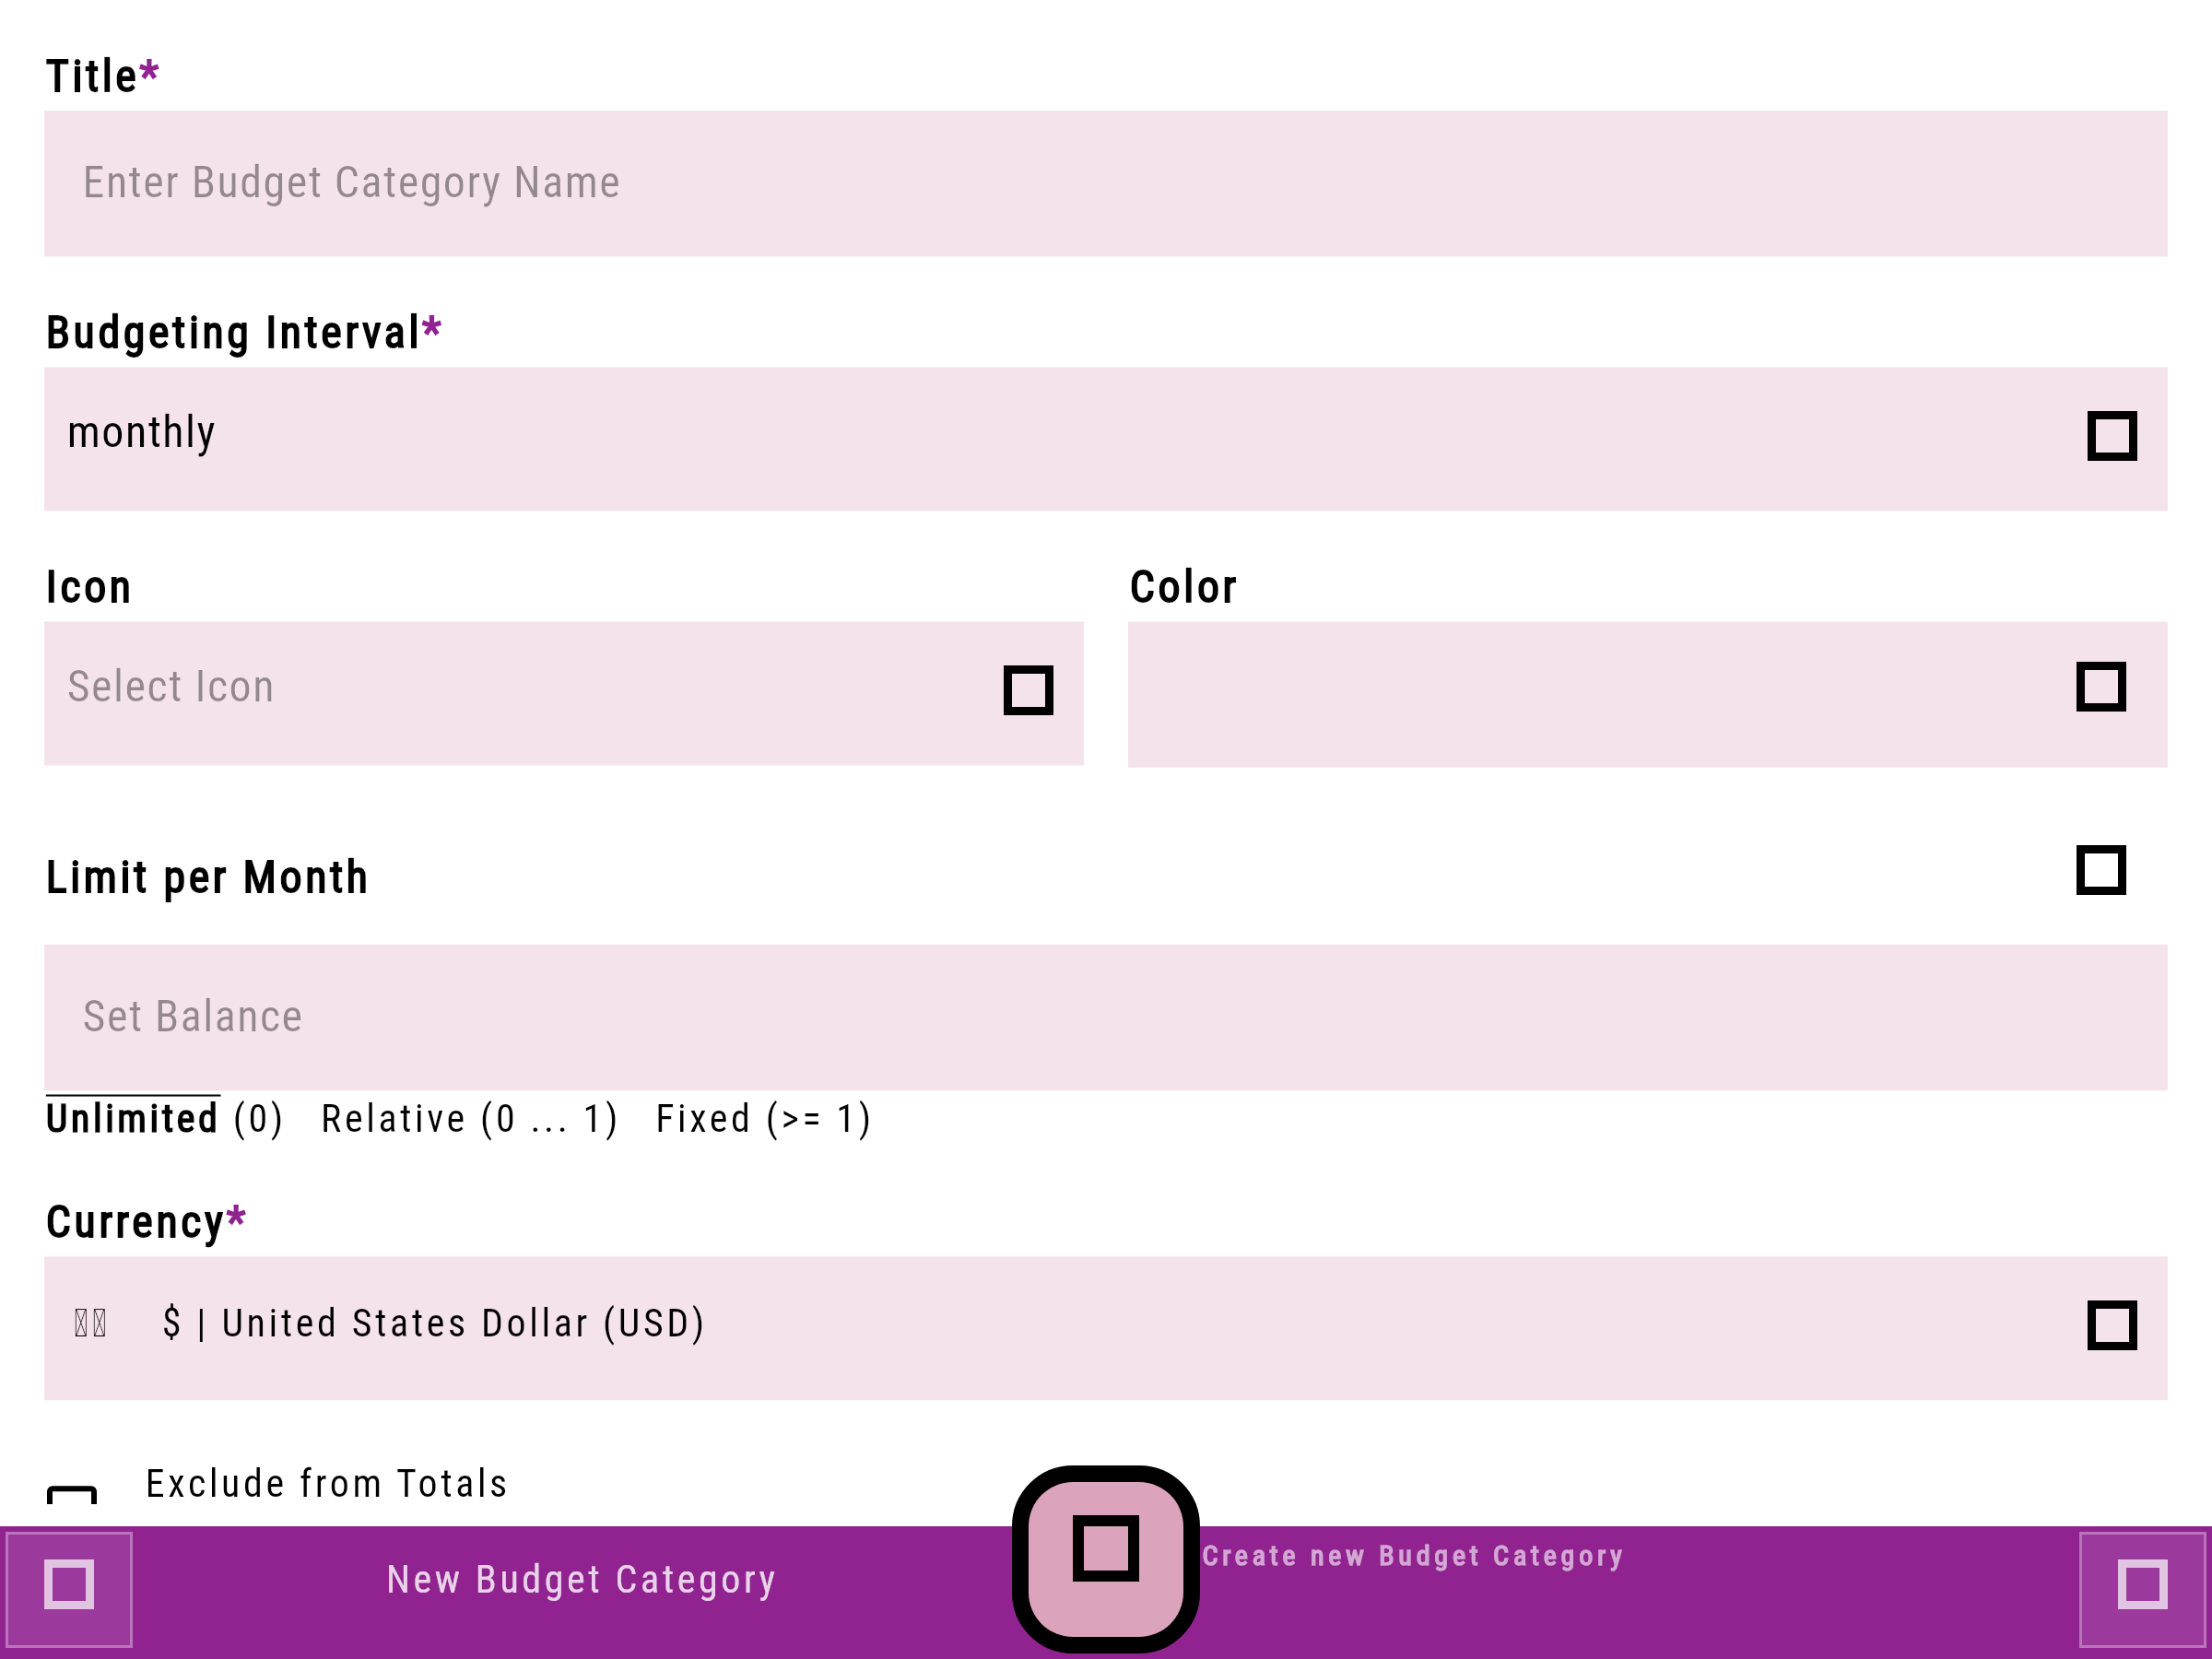 Title*
Enter Budget Category Name
Budgeting Interval*
monthly
Icon
Color
Select Icon
Limit per Month
Set Balance
Unlimited (0) Relative (0 ... 1) Fixed (>= 1)
Currency*
$ | United States Dollar (USD)
Exclude from Totals
New Budget Category
Create new Budget Category